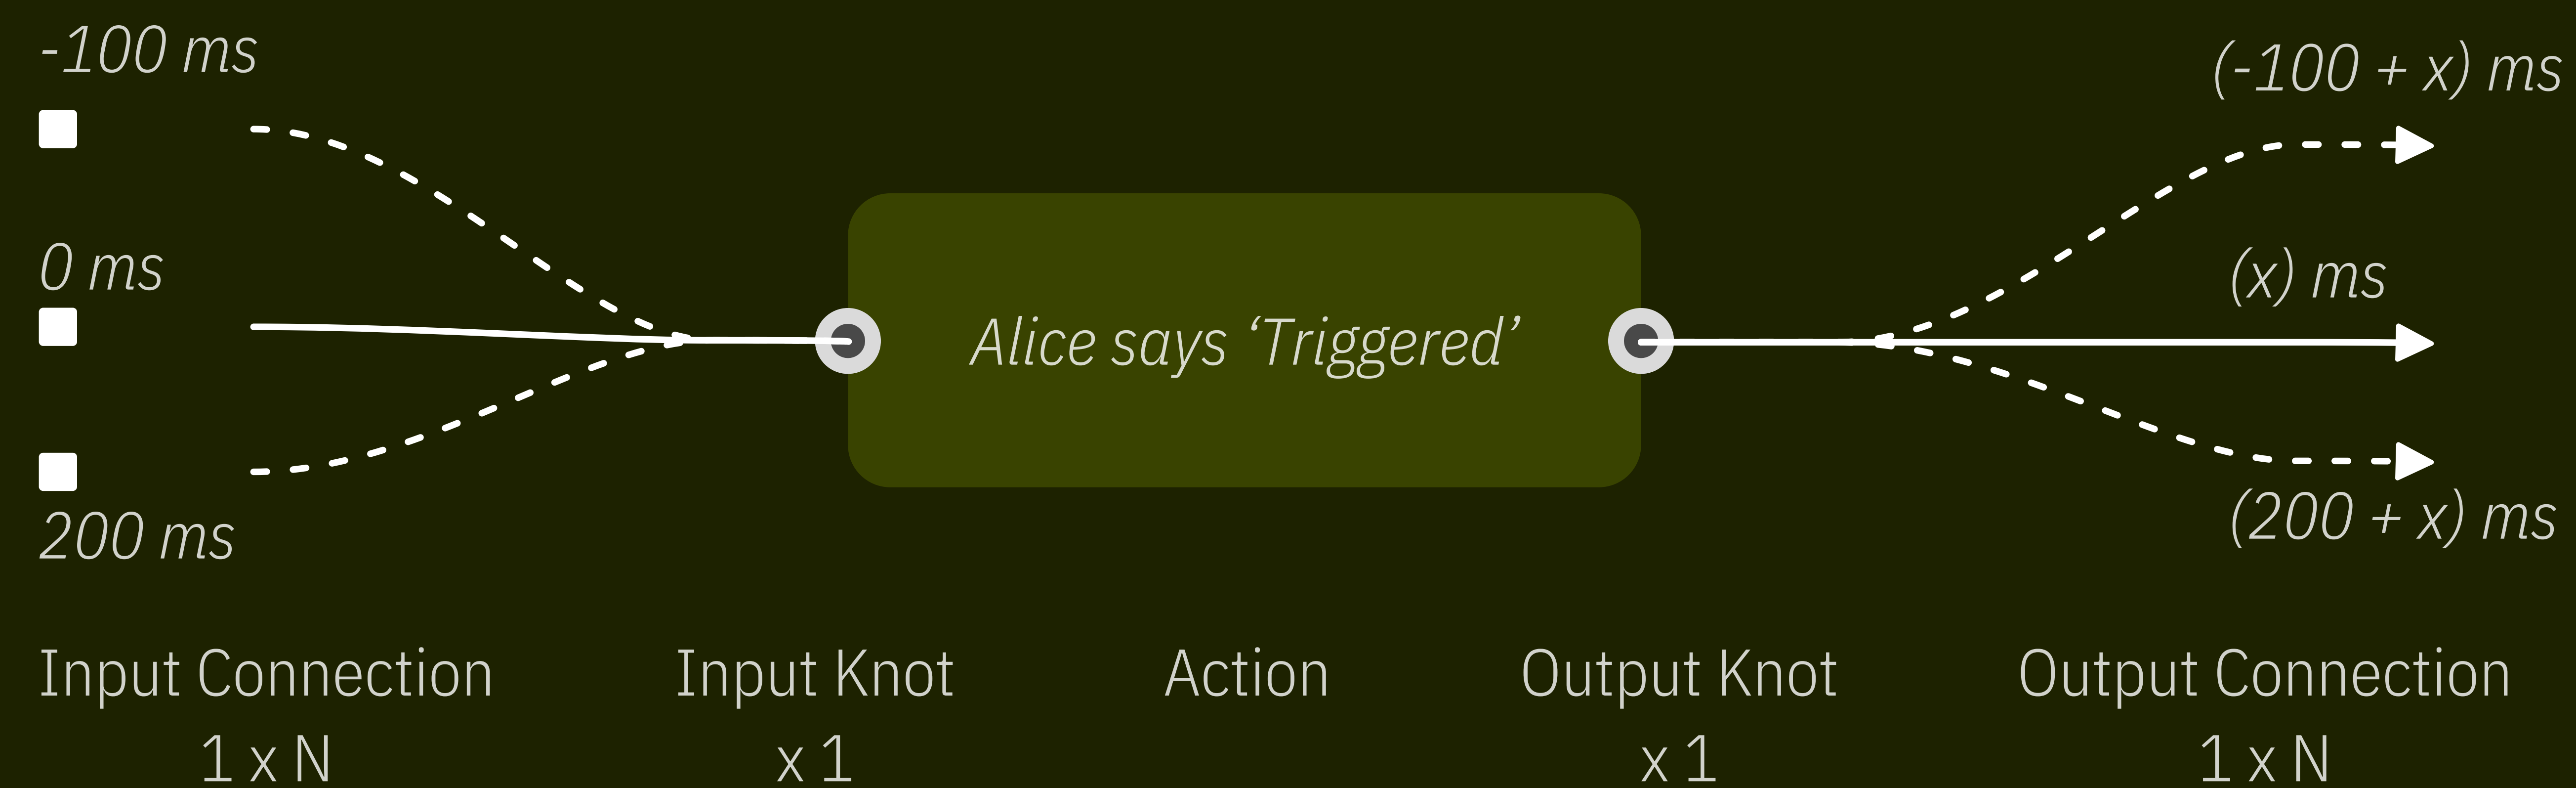 -100 ms
(-100 + x) ms
0 ms
(x) ms
Alice says ‘Triggered’
200 ms
(200 + x) ms
Input Connection
1 x N
Input Knot
x 1
Action
Output Knot
x 1
Output Connection
1 x N